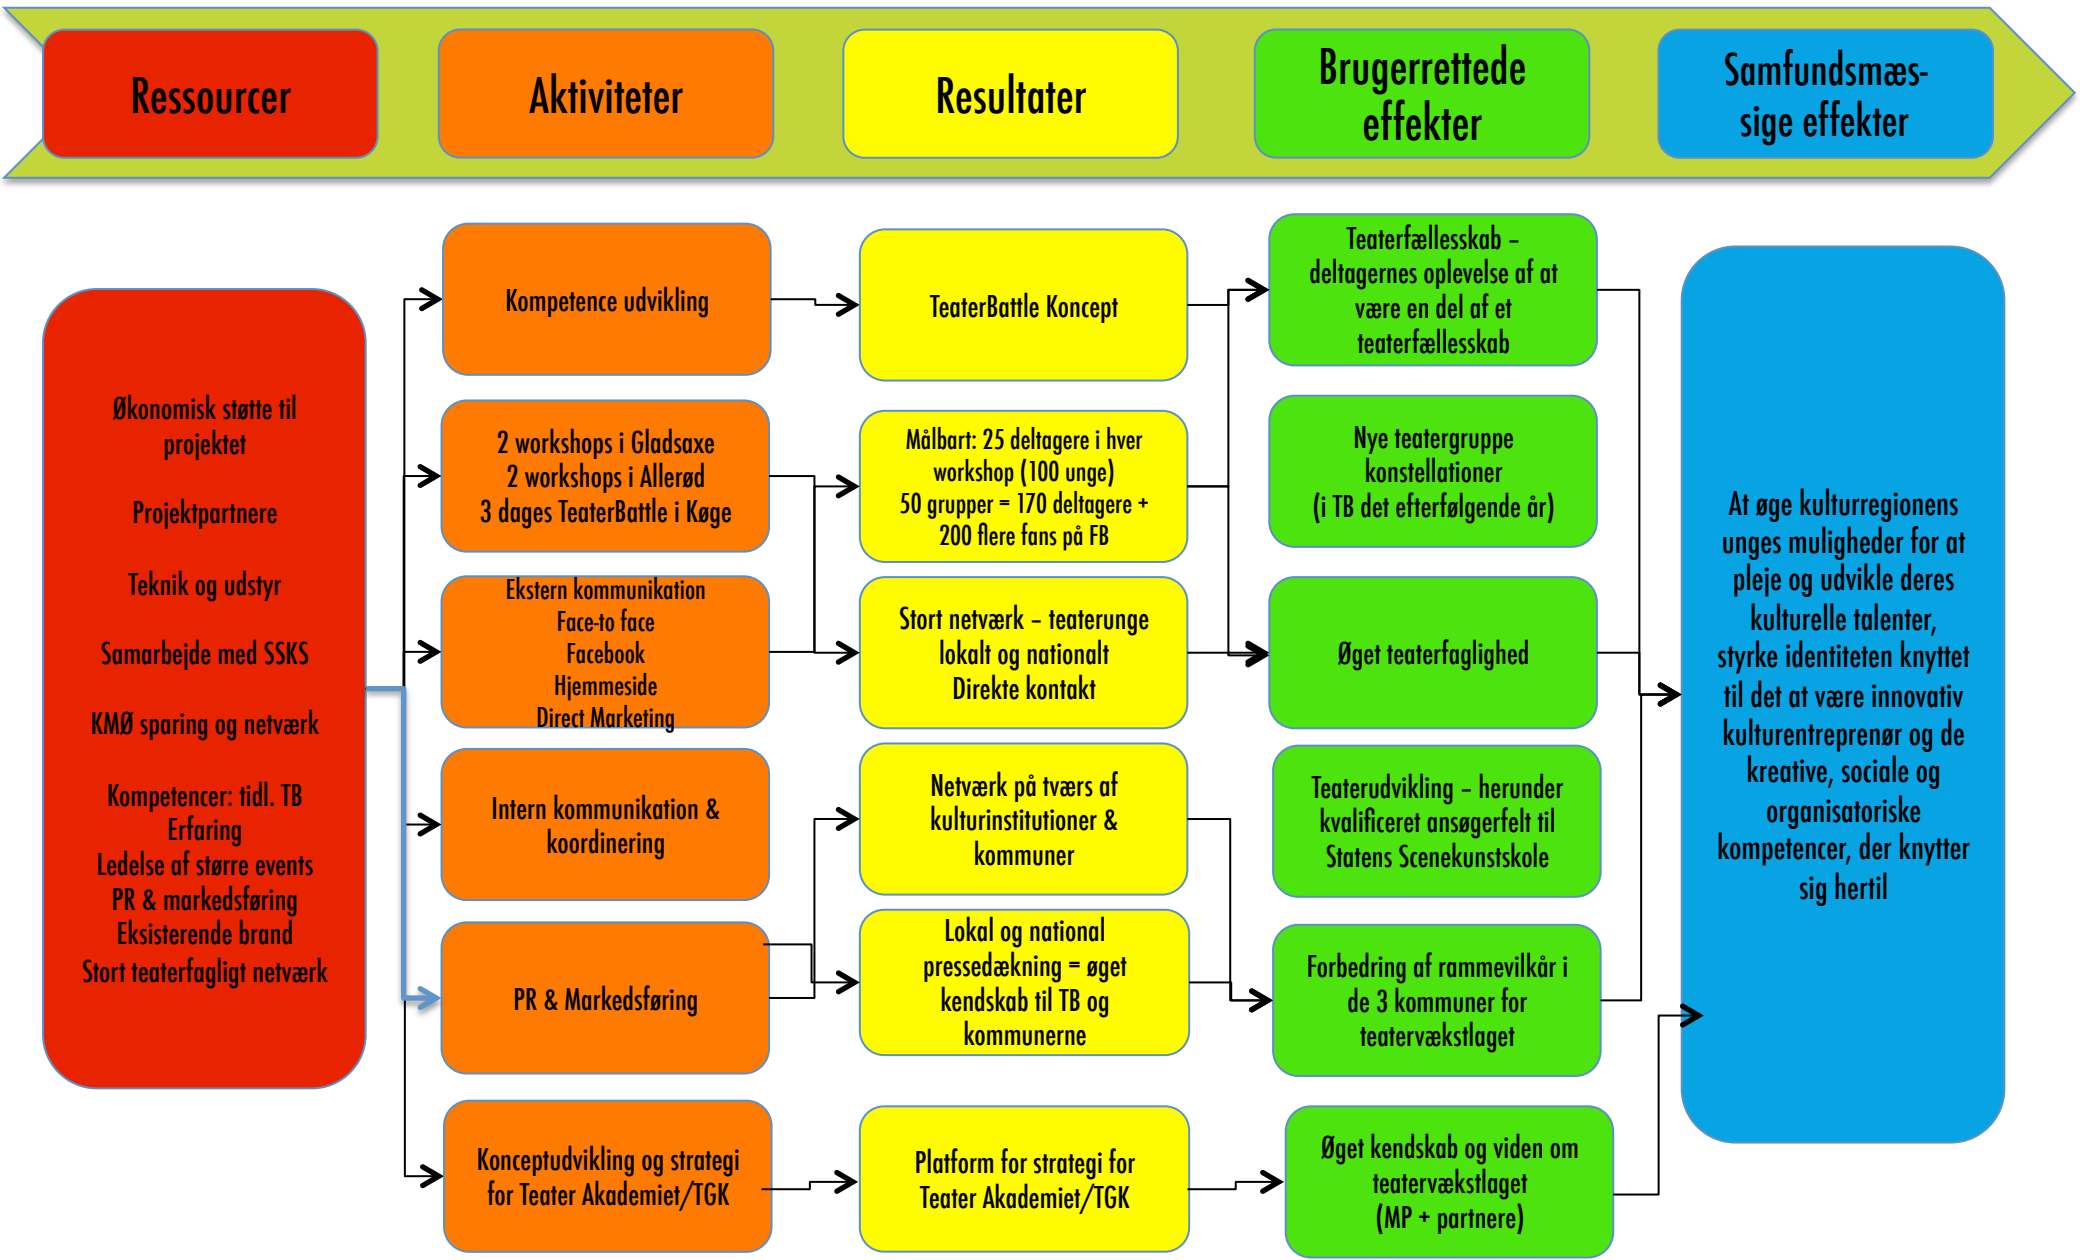 Ressourcer
Aktiviteter
Resultater
Brugerrettede
effekter
Samfundsmæs-
sige effekter
Økonomisk støtte til
projektet
Projektpartnere
Teknik og udstyr
Samarbejde med SSKS
KMØ sparing og netværk
Kompetencer: tidl. TB
Erfaring
Ledelse af større events
PR & markedsføring
Eksisterende brand
Stort teaterfagligt netværk
Kompetence udvikling
2 workshops i Gladsaxe
2 workshops i Allerød
3 dages TeaterBattle i Køge
Ekstern kommunikation
Face-to face
Facebook
Hjemmeside
Direct Marketing
Intern kommunikation &
koordinering
PR & Markedsføring
Konceptudvikling og strategi
for Teater Akademiet/TGK
TeaterBattle Koncept
Målbart: 25 deltagere i hver
workshop (100 unge)
50 grupper = 170 deltagere +
200 flere fans på FB
Stort netværk – teaterunge
lokalt og nationalt
Direkte kontakt
Netværk på tværs af
kulturinstitutioner &
kommuner
Lokal og national
pressedækning = øget
kendskab til TB og
kommunerne
Platform for strategi for
Teater Akademiet/TGK
Teaterfællesskab –
deltagernes oplevelse af at
være en del af et
teaterfællesskab
Nye teatergruppe
konstellationer
(i TB det efterfølgende år)
Øget teaterfaglighed
Teaterudvikling – herunder
kvalificeret ansøgerfelt til
Statens Scenekunstskole
Forbedring af rammevilkår i
de 3 kommuner for
teatervækstlaget
Øget kendskab og viden om
teatervækstlaget
(MP + partnere)
At øge kulturregionens
unges muligheder for at
pleje og udvikle deres
kulturelle talenter,
styrke identiteten knyttet
til det at være innovativ
kulturentreprenør og de
kreative, sociale og
organisatoriske
kompetencer, der knytter
sig hertil